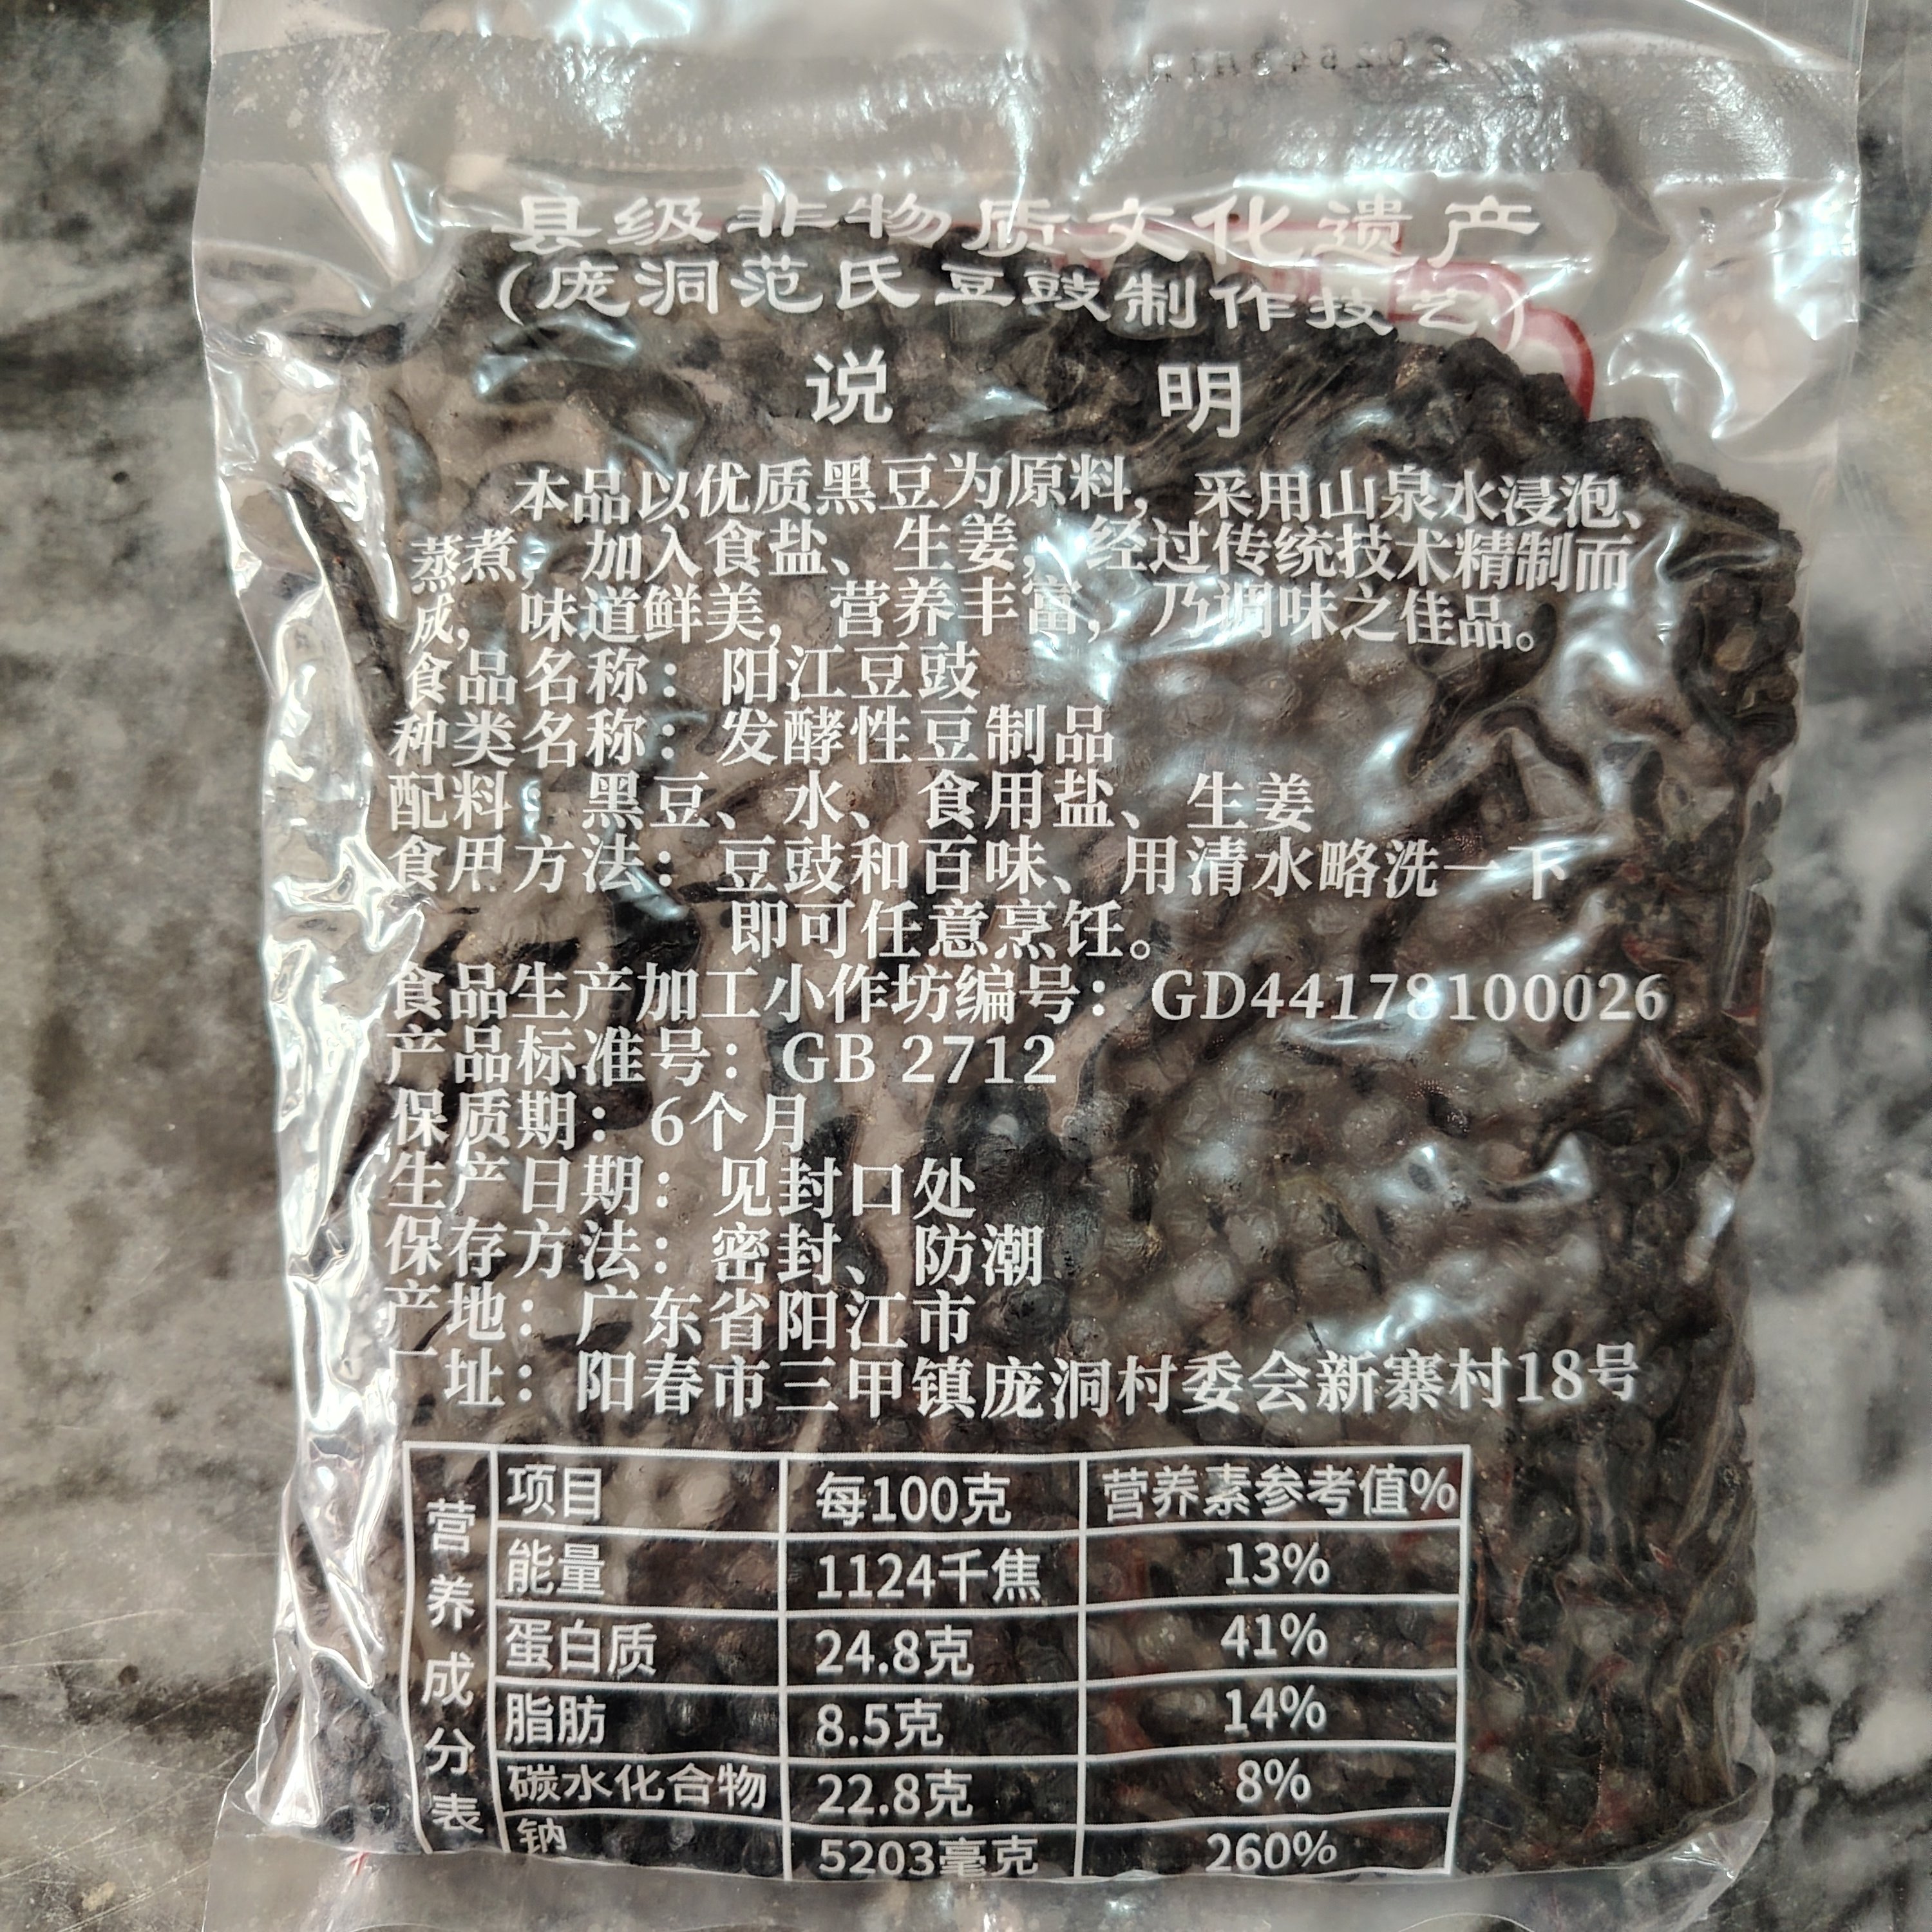 县级非物质文化遗产
(庞洞范氏豆豉制作技艺)
说 明
本品以优质黑豆为原料，采用山泉水浸泡、
蒸煮，加入食盐、生姜，经过传统技术精制而
成，味道鲜美，营养丰富，乃调味之佳品。
食品名称：阳江豆豉
种类名称：发酵性豆制品
配料：黑豆、水、食用盐、生姜
食用方法：豆豉和百味、用清水略洗一下
即可任意烹饪。
食品生产加工小作坊编号：GD44178100026
产品标准号：GB 2712
保质期：6个月
生产日期：见封口处
保存方法：密封、防潮
产地：广东省阳江市
厂址：阳春市三甲镇庞洞村委会新寨村18号
营养成分表
项目 每100克 营养素参考值%
能量 1124千焦 13%
蛋白质 24.8克 41%
脂肪 8.5克 14%
碳水化合物 22.8克 8%
钠 5203毫克 260%